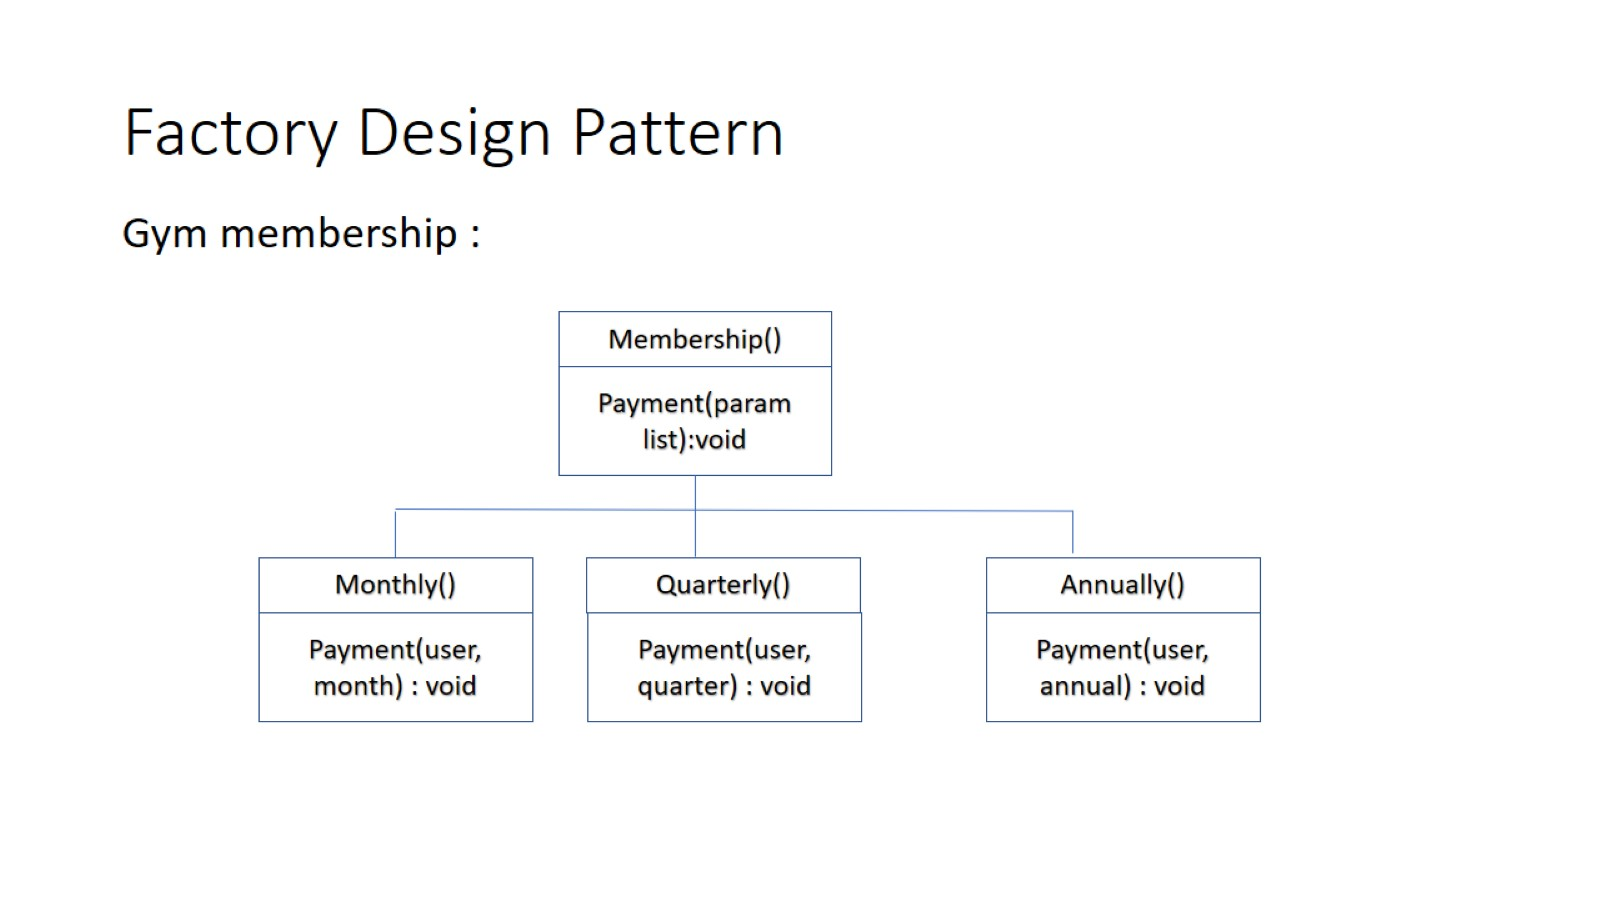 Factory Design Pattern
Gym membership :
Membership()
Payment(param
list):void
Monthly()
Payment(user,
month) : void
Quarterly()
Payment(user,
quarter) : void
Annually()
Payment(user,
annual) : void